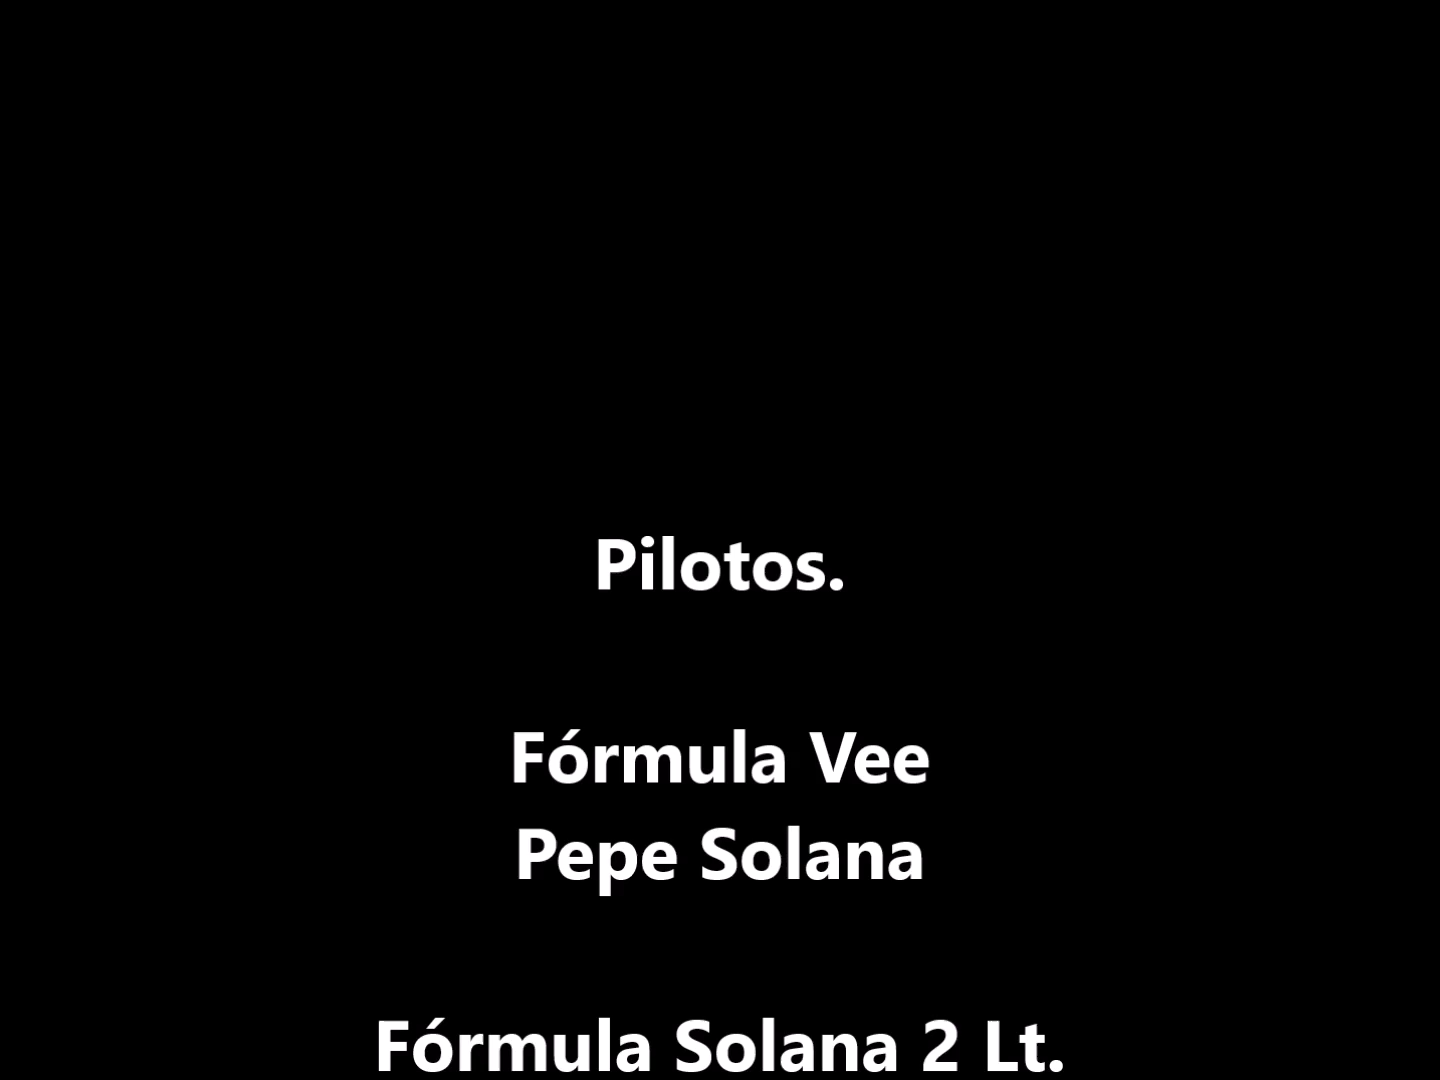 Pilotos.
Fórmula Vee
Pepe Solana
Fórmula Solana 2 Lt.